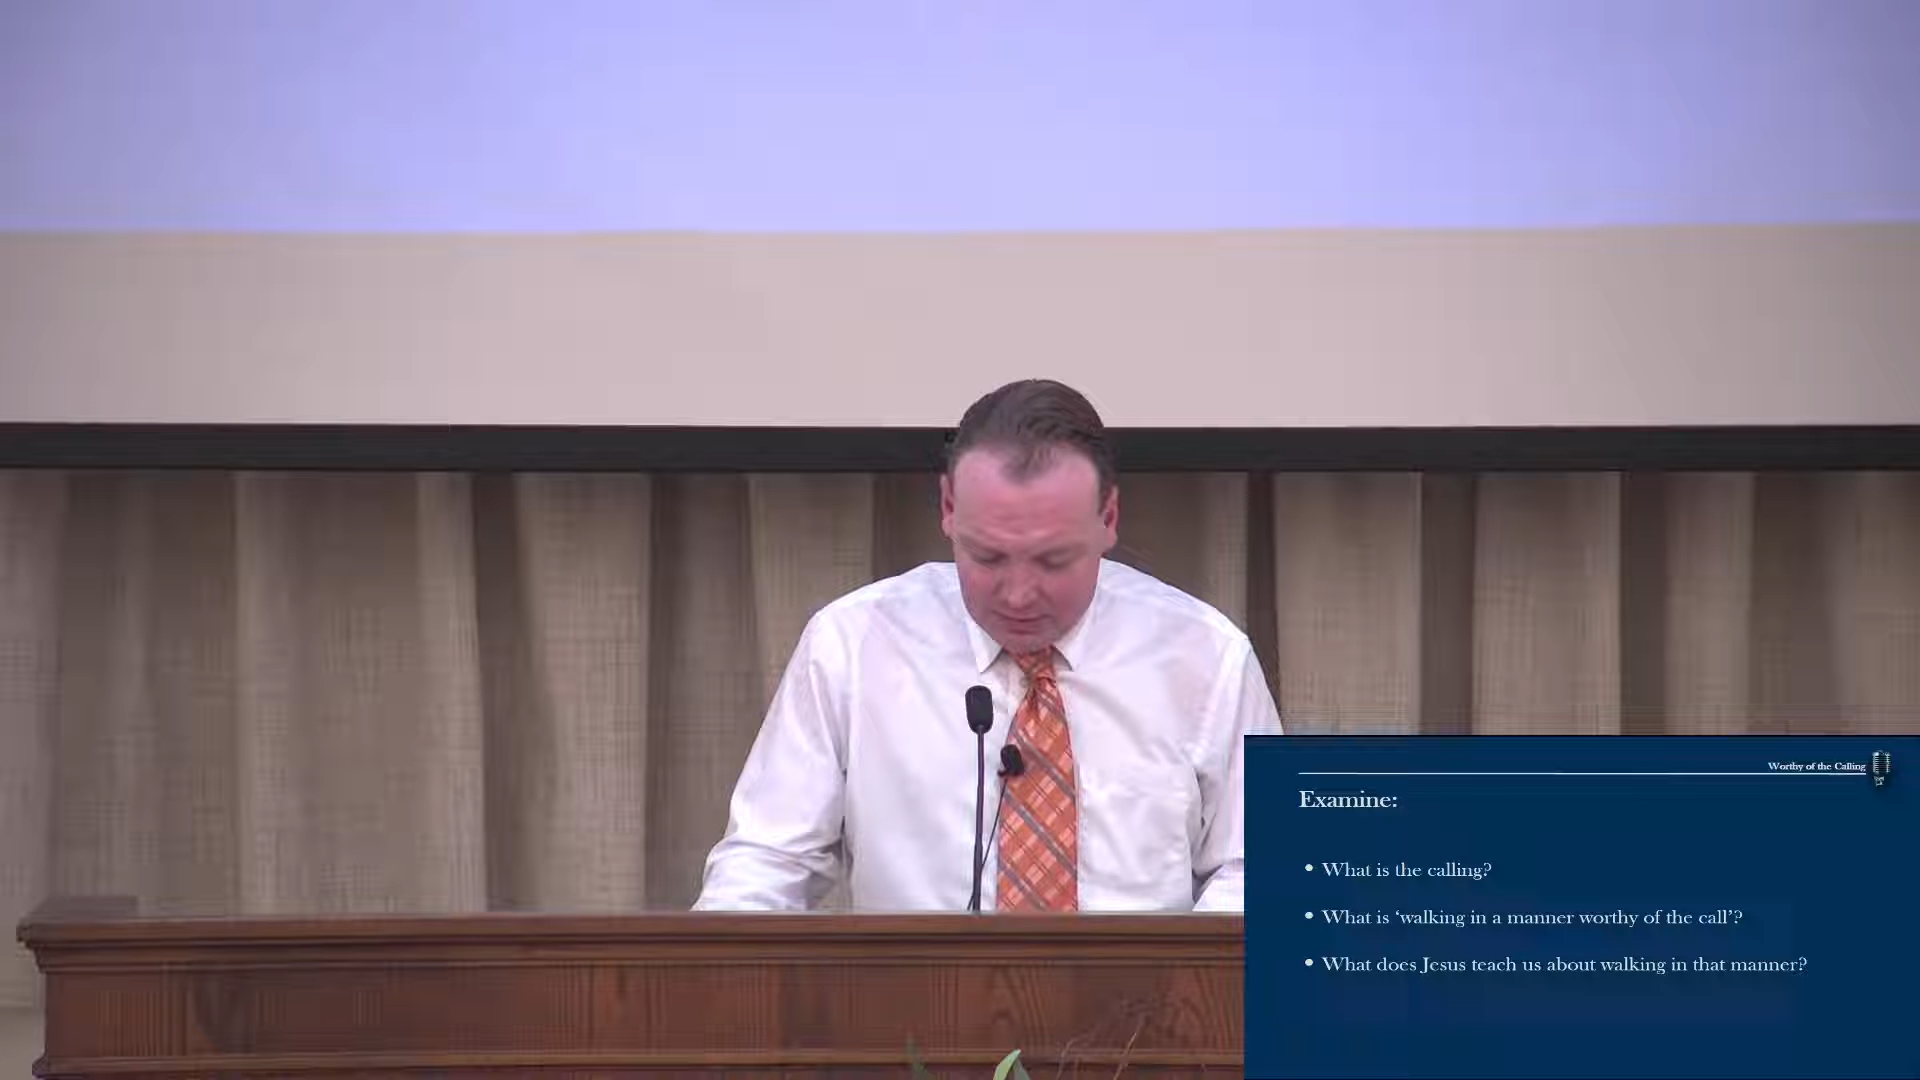 Worthy of the Calling
Examine:
• What is the calling?
• What is ‘walking in a manner worthy of the call’?
• What does Jesus teach us about walking in that manner?